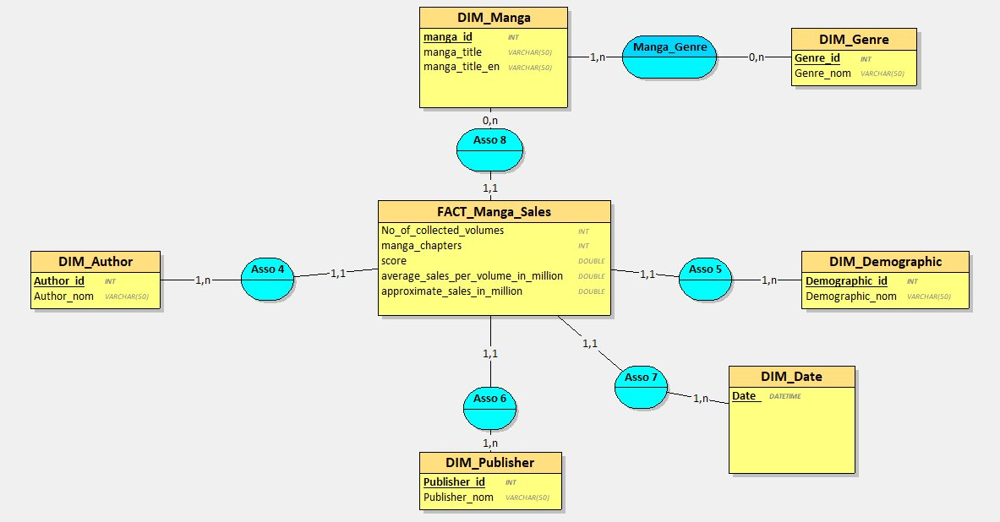 DIM_Manga
manga_id INT
manga_title VARCHAR(50)
manga_title_en VARCHAR(50)
1,n
Manga_Genre
0,n
DIM_Genre
Genre_id INT
Genre_nom VARCHAR(50)
0,n
Asso 8
1,1
FACT_Manga_Sales
No_of_collected_volumes INT
manga_chapters INT
score DOUBLE
average_sales_per_volume_in_million DOUBLE
approximate_sales_in_million DOUBLE
DIM_Author
Author_id INT
Author_nom VARCHAR(50)
1,n
Asso 4
1,1
1,1
Asso 5
1,n
DIM_Demographic
Demographic_id INT
Demographic_nom VARCHAR(50)
1,1
Asso 6
1,n
DIM_Publisher
Publisher_id INT
Publisher_nom VARCHAR(50)
1,1
Asso 7
1,n
DIM_Date
Date_ DATETIME